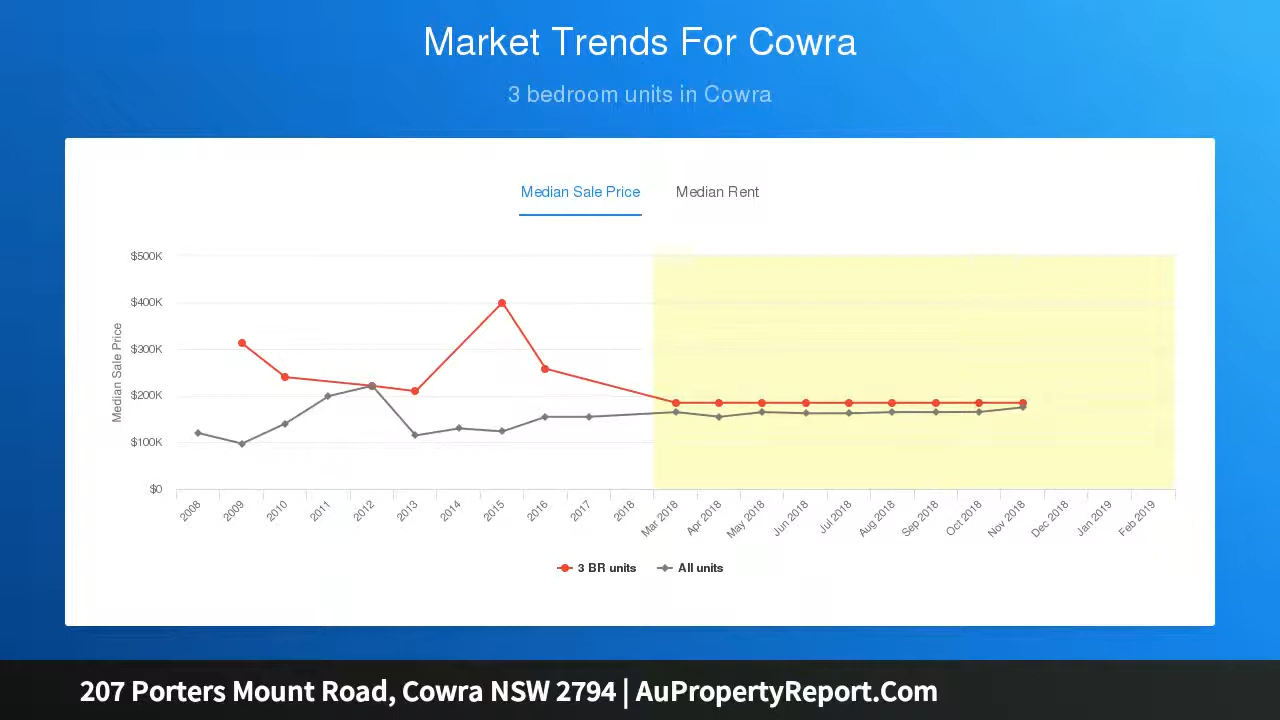 Market Trends For Cowra
3 bedroom units in Cowra
Median Sale Price Median Rent
$500K
$400K
$300K
$200K
$100K
$0
Median Sale Price
2008 2009 2010 2011 2012 2013 2014 2015 2016 2017 2018 Mar 2018 Apr 2018 May 2018 Jun 2018 Jul 2018 Aug 2018 Sep 2018 Oct 2018 Nov 2018 Dec 2018 Jan 2019 Feb 2019
3 BR units All units
207 Porters Mount Road, Cowra NSW 2794 | AuPropertyReport.Com